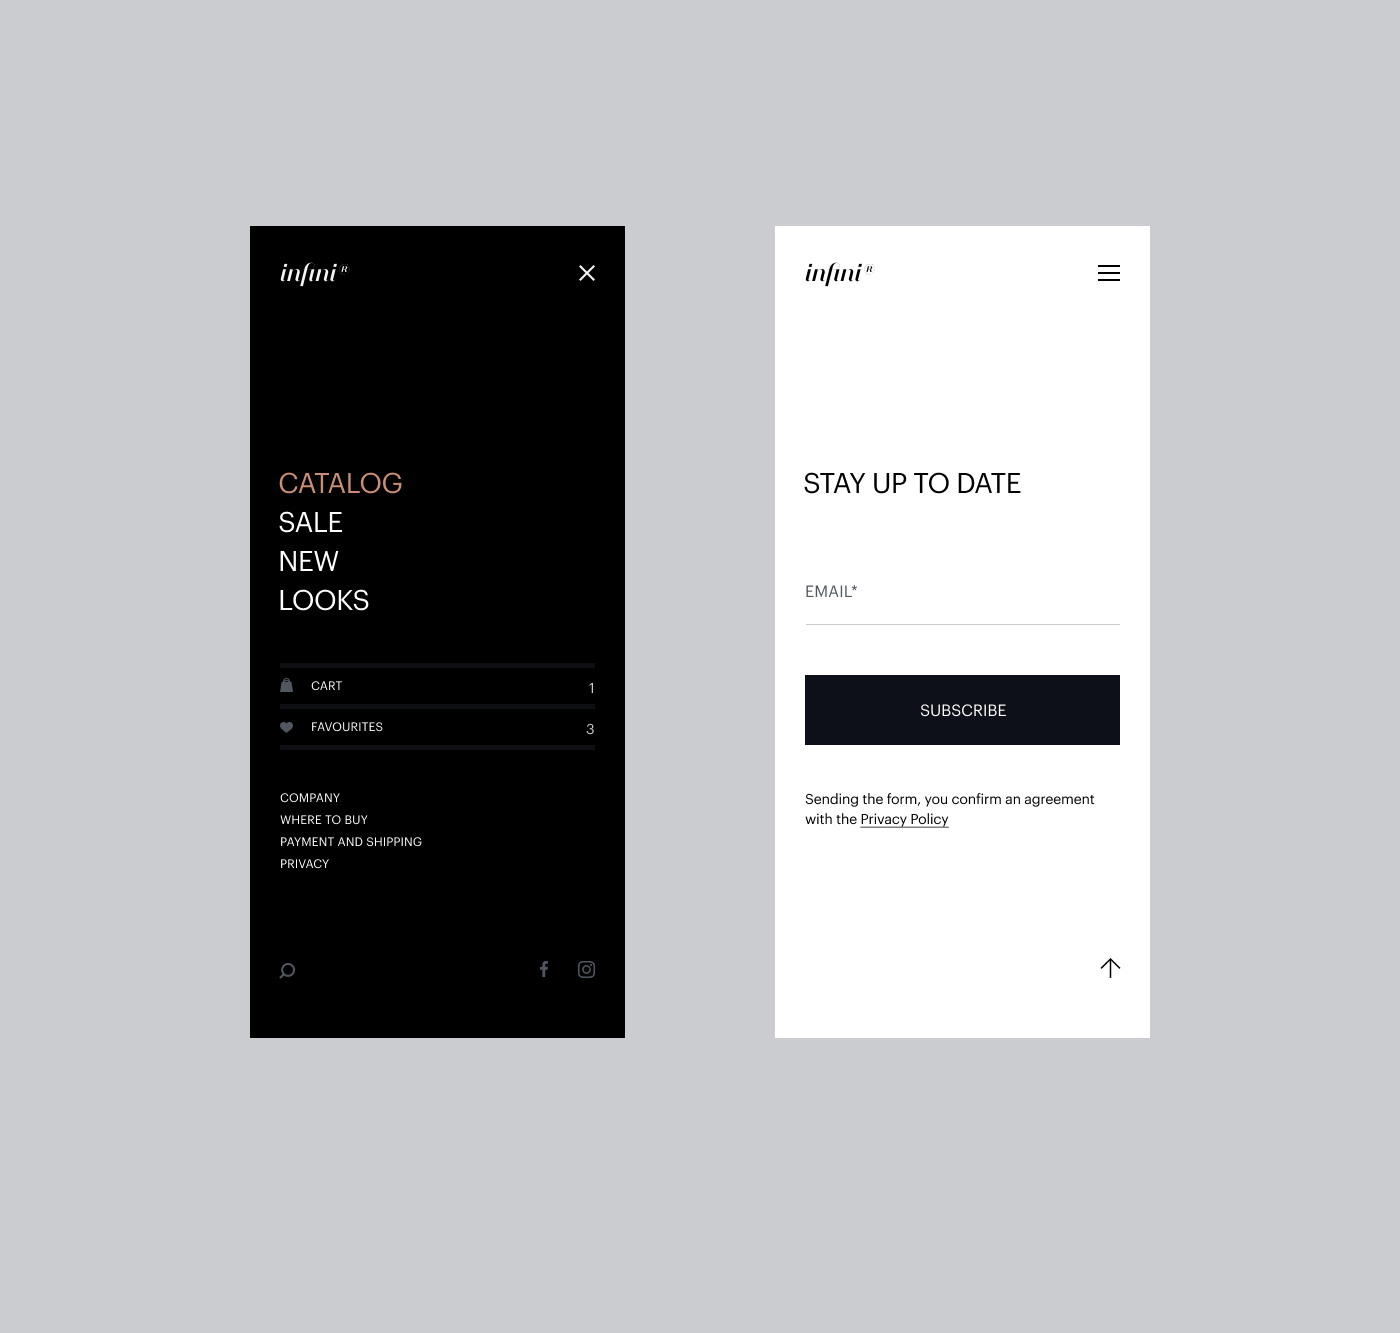 infini R
CATALOG
SALE
NEW
LOOKS
CART 1
FAVOURITES 3
COMPANY
WHERE TO BUY
PAYMENT AND SHIPPING
PRIVACY
infini R
STAY UP TO DATE
EMAIL*
SUBSCRIBE
Sending the form, you confirm an agreement
with the Privacy Policy